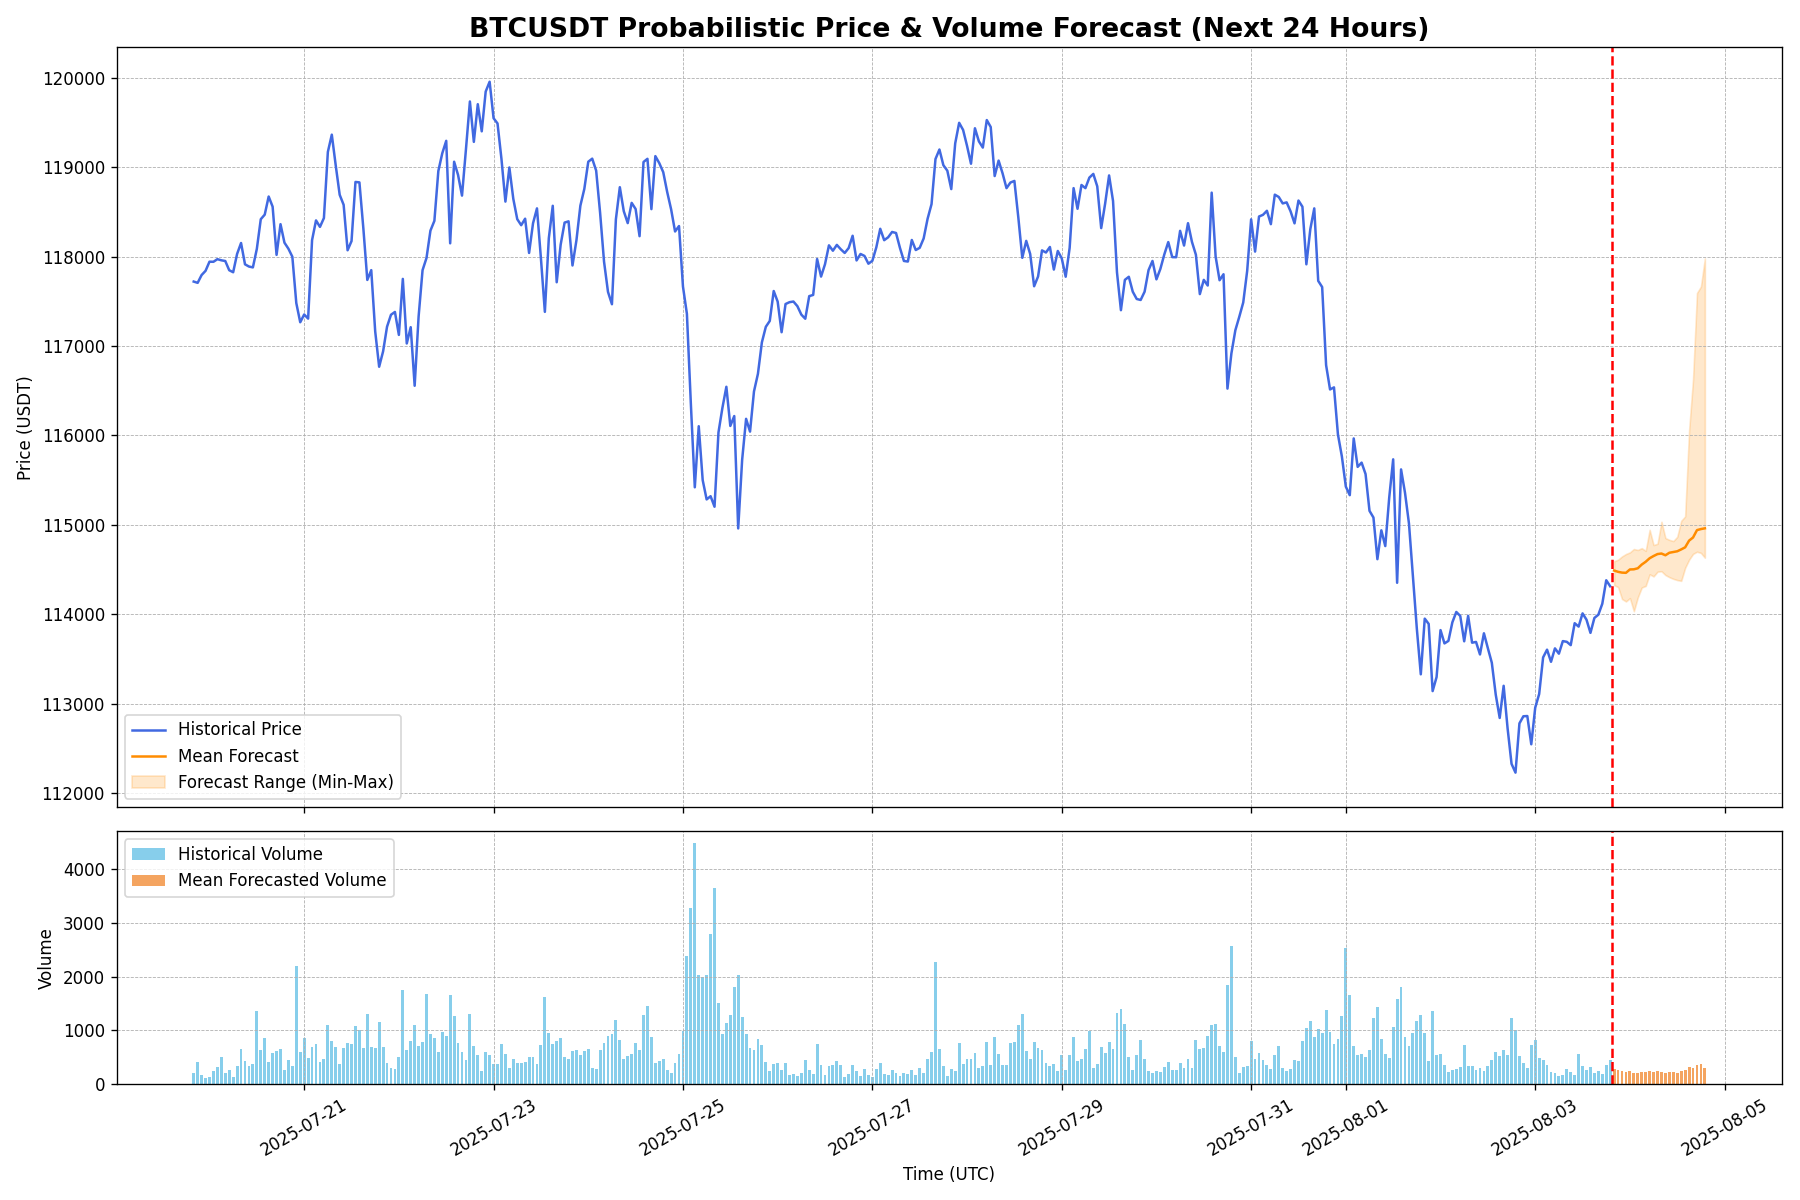 BTCUSDT Probabilistic Price & Volume Forecast (Next 24 Hours)
120000
119000
118000
117000
116000
115000
114000
113000
112000
Price (USDT)
Historical Price
Mean Forecast
Forecast Range (Min-Max)
Historical Volume
Mean Forecasted Volume
4000
3000
2000
1000
0
Volume
2025-07-21
2025-07-23
2025-07-25
2025-07-27
2025-07-29
2025-07-31
2025-08-01
2025-08-03
2025-08-05
Time (UTC)